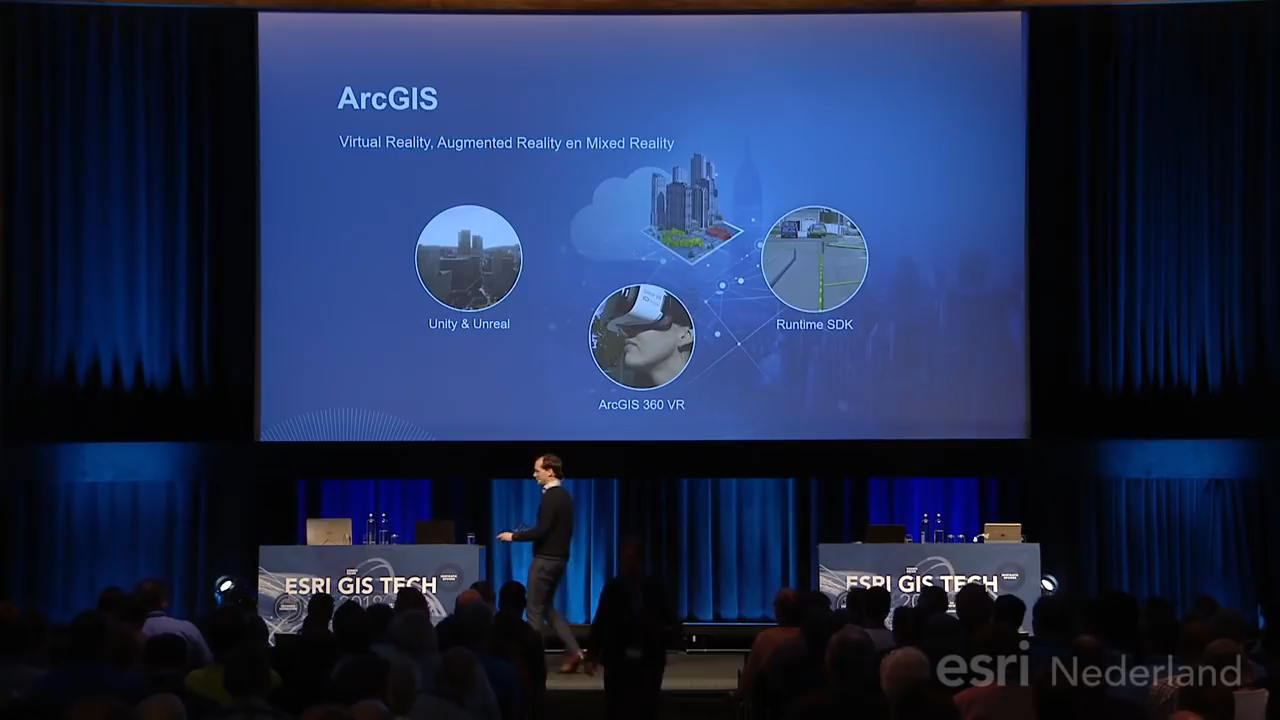 ArcGIS
Virtual Reality, Augmented Reality en Mixed Reality
Unity & Unreal
Runtime SDK
ArcGIS 360 VR
ESRI GIS TECH
ESRI GIS TECH
esri Nederland